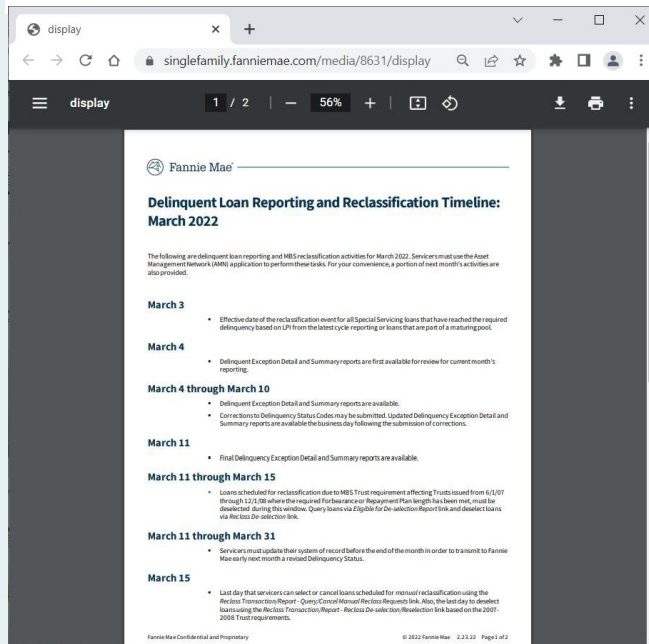 display
singlefamily.fanniemae.com/media/8631/display
display
1 / 2
56%
Fannie Mae®
Delinquent Loan Reporting and Reclassification Timeline:
March 2022
The following are delinquent loan reporting and MBS reclassification activities for March 2022. Servicers must use the Asset
Management Network (AMN) application to perform these tasks. For your convenience, a portion of next month's activities are
also provided.
March 3
• Effective date of the reclassification event for all Special Servicing loans that have reached the required
delinquency based on LPI from the latest cycle reporting or loans that are part of a maturing pool.
March 4
• Delinquent Exception Detail and Summary reports are first available for review for current month's
reporting.
March 4 through March 10
• Delinquent Exception Detail and Summary reports are available.
• Corrections to Delinquency Status Codes may be submitted. Updated Delinquency Exception Detail and
Summary reports are available the business day following the submission of corrections.
March 11
• Final Delinquency Exception Detail and Summary reports are available.
March 11 through March 15
• Loans scheduled for reclassification due to MBS Trust requirement affecting Trusts issued from 6/1/07
through 12/1/08 where the required Forbearance or Repayment Plan length has been met, must be
deselected during this window. Query loans via Eligible for De-selection Report link and deselect loans
via Reclass De-selection link.
March 11 through March 31
• Servicers must update their system of record before the end of the month in order to transmit to Fannie
Mae early next month a revised Delinquency Status.
March 15
• Last day that servicers can select or cancel loans scheduled for manual reclassification using the
Reclass Transaction/Report - Query/Cancel Manual Reclass Requests link. Also, the last day to deselect
loans using the Reclass Transaction/Report - Reclass De-selection/Reselection link based on the 2007-
2008 Trust requirements.
Fannie Mae Confidential and Proprietary © 2022 Fannie Mae 2.23.22 Page 1 of 2